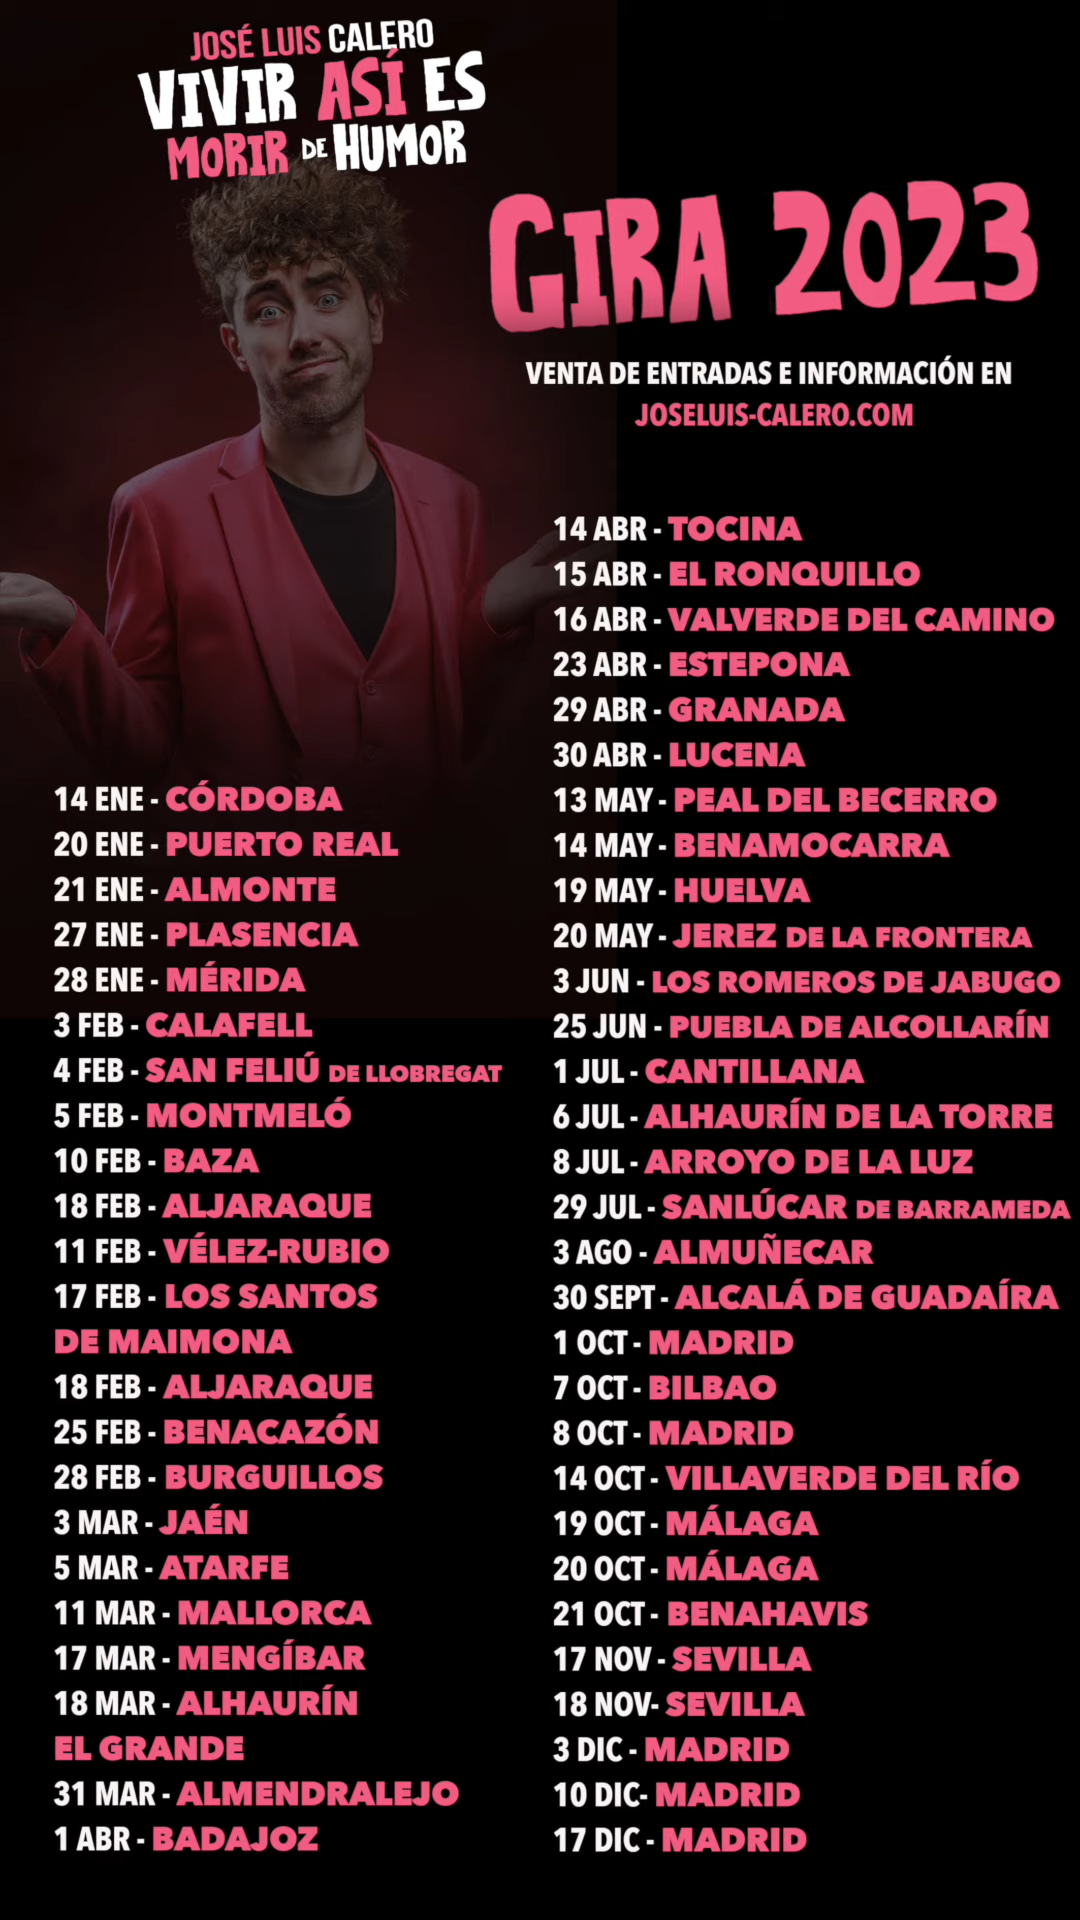 JOSÉ LUIS CALERO
VIVIR ASÍ ES
MORIR DE HUMOR
GIRA 2023
VENTA DE ENTRADAS E INFORMACIÓN EN
JOSELUIS-CALERO.COM
14 ENE - CÓRDOBA
20 ENE - PUERTO REAL
21 ENE - ALMONTE
27 ENE - PLASENCIA
28 ENE - MÉRIDA
3 FEB - CALAFELL
4 FEB - SAN FELIÚ DE LLOBREGAT
5 FEB - MONTMELÓ
10 FEB - BAZA
18 FEB - ALJARAQUE
11 FEB - VÉLEZ-RUBIO
17 FEB - LOS SANTOS
DE MAIMONA
18 FEB - ALJARAQUE
25 FEB - BENACAZÓN
28 FEB - BURGUILLOS
3 MAR - JAÉN
5 MAR - ATARFE
11 MAR - MALLORCA
17 MAR - MENGÍBAR
18 MAR - ALHAURÍN
EL GRANDE
31 MAR - ALMENDRALEJO
1 ABR - BADAJOZ
14 ABR - TOCINA
15 ABR - EL RONQUILLO
16 ABR - VALVERDE DEL CAMINO
23 ABR - ESTEPONA
29 ABR - GRANADA
30 ABR - LUCENA
13 MAY - PEAL DEL BECERRO
14 MAY - BENAMOCARRA
19 MAY - HUELVA
20 MAY - JEREZ DE LA FRONTERA
3 JUN - LOS ROMEROS DE JABUGO
25 JUN - PUEBLA DE ALCOLLARÍN
1 JUL - CANTILLANA
6 JUL - ALHAURÍN DE LA TORRE
8 JUL - ARROYO DE LA LUZ
29 JUL - SANLÚCAR DE BARRAMEDA
3 AGO - ALMUÑECAR
30 SEPT - ALCALÁ DE GUADAÍRA
1 OCT - MADRID
7 OCT - BILBAO
8 OCT - MADRID
14 OCT - VILLAVERDE DEL RÍO
19 OCT - MÁLAGA
20 OCT - MÁLAGA
21 OCT - BENAHAVIS
17 NOV - SEVILLA
18 NOV- SEVILLA
3 DIC - MADRID
10 DIC- MADRID
17 DIC - MADRID